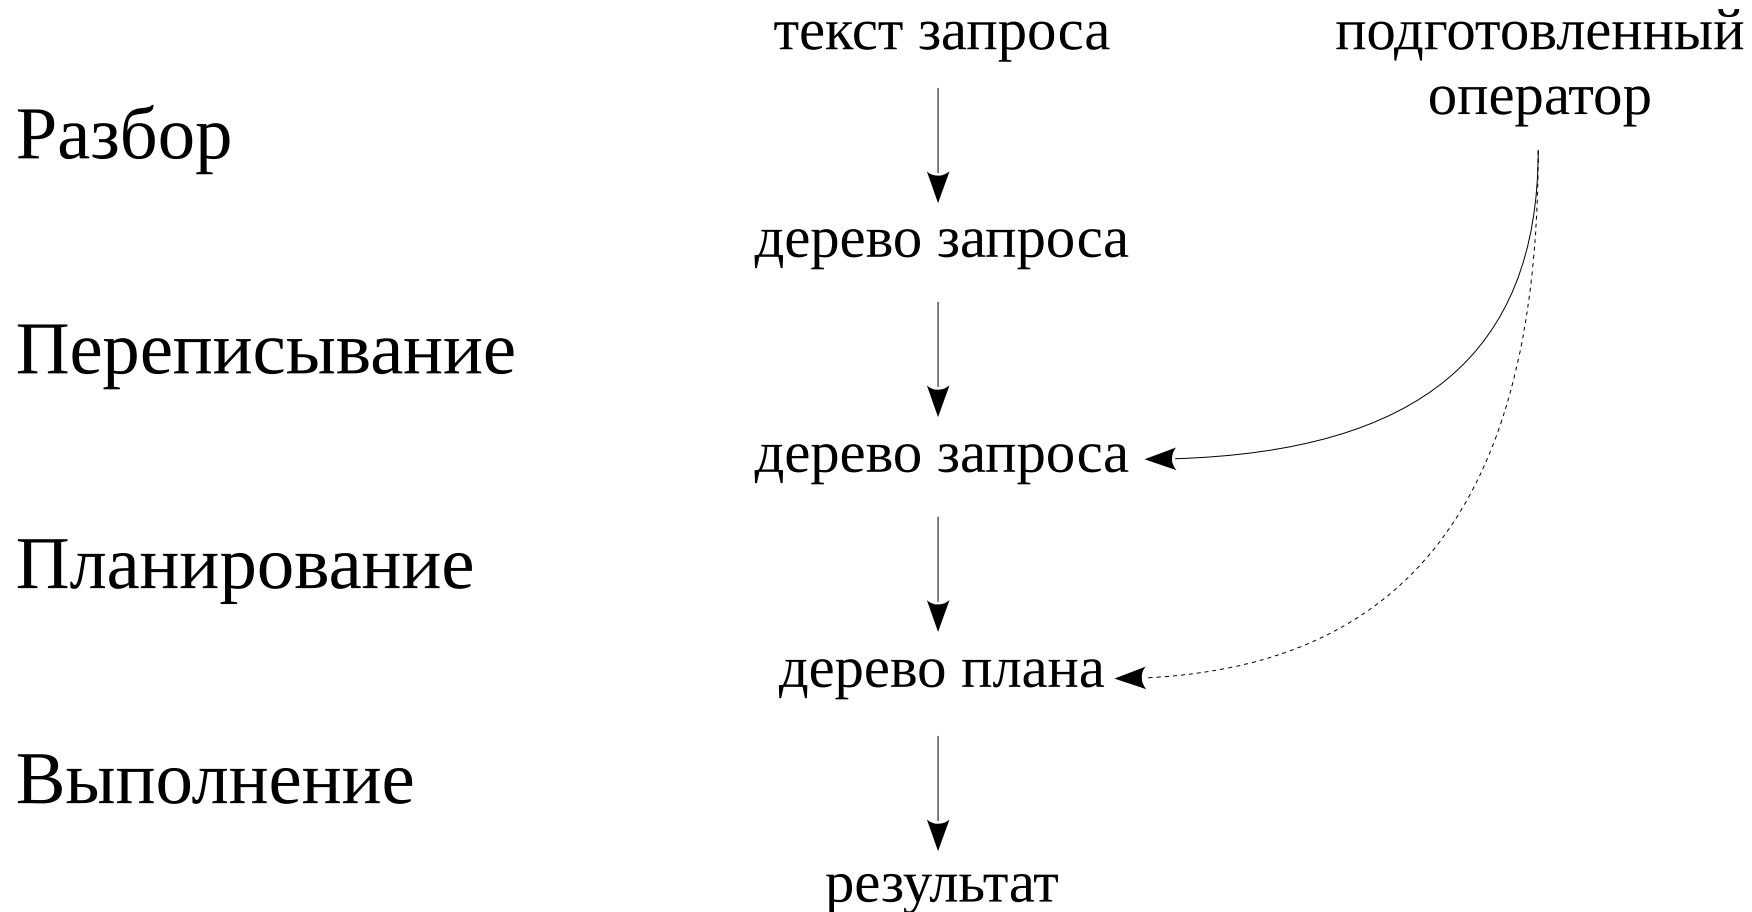 текст запроса
подготовленный
оператор
Разбор
дерево запроса
Переписывание
дерево запроса
Планирование
дерево плана
Выполнение
результат